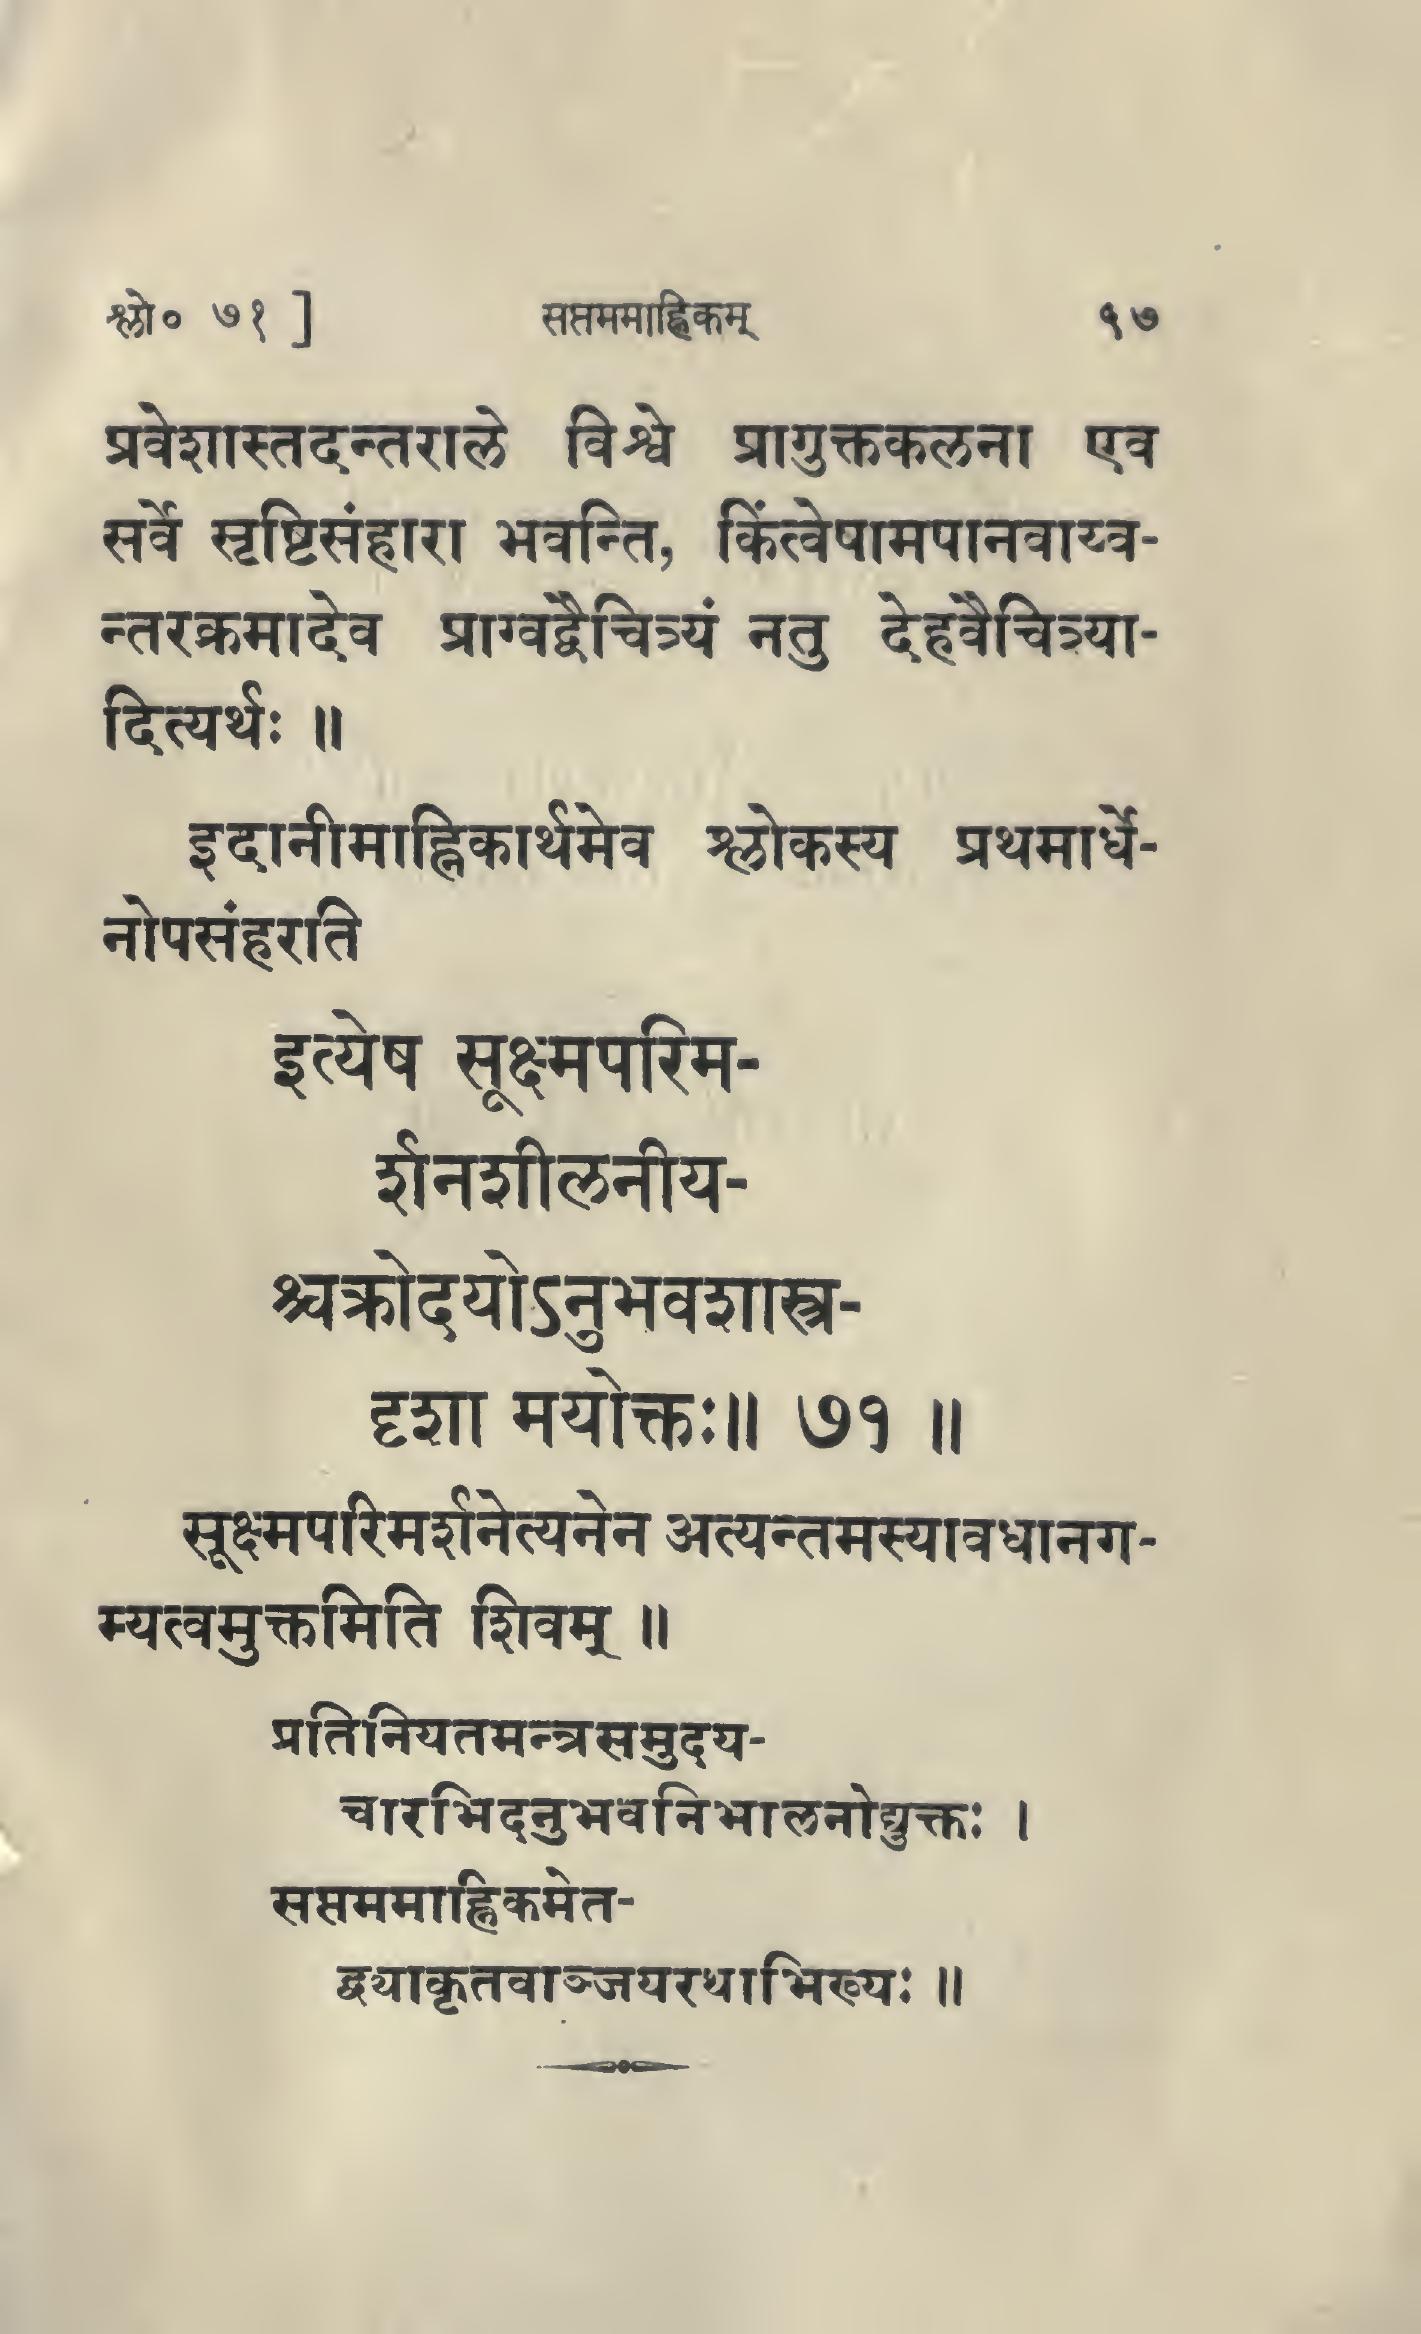 श्लो० ७१ ] सप्तममाह्निकम् ५७
प्रवेशास्तदन्तराले विश्वे प्रागुक्तकलना एव
सर्वे सृष्टिसंहारा भवन्ति, किंत्वेषामपानवाय्व-
न्तरक्रमादेव प्राग्वद्वैचित्र्यं नतु देहवैचित्र्या-
दित्यर्थः ॥
इदानीमाह्निकार्थमेव श्लोकस्य प्रथमार्धे-
नोपसंहरति
इत्येष सूक्ष्मपरिम-
र्शनशीलनीय-
श्चक्रोदयोऽनुभवशास्त्र-
दृशा मयोक्तः॥ ७१ ॥
सूक्ष्मपरिमर्शनेत्यनेन अत्यन्तमस्यावधानग-
म्यत्वमुक्तमिति शिवम् ॥
प्रतिनियतमन्त्रसमुदय-
चारभिदनुभवनिभालनोद्युक्तः ।
सप्तममाह्निकमेत-
द्व्याकृतवाञ्जयरथाभिख्यः ॥